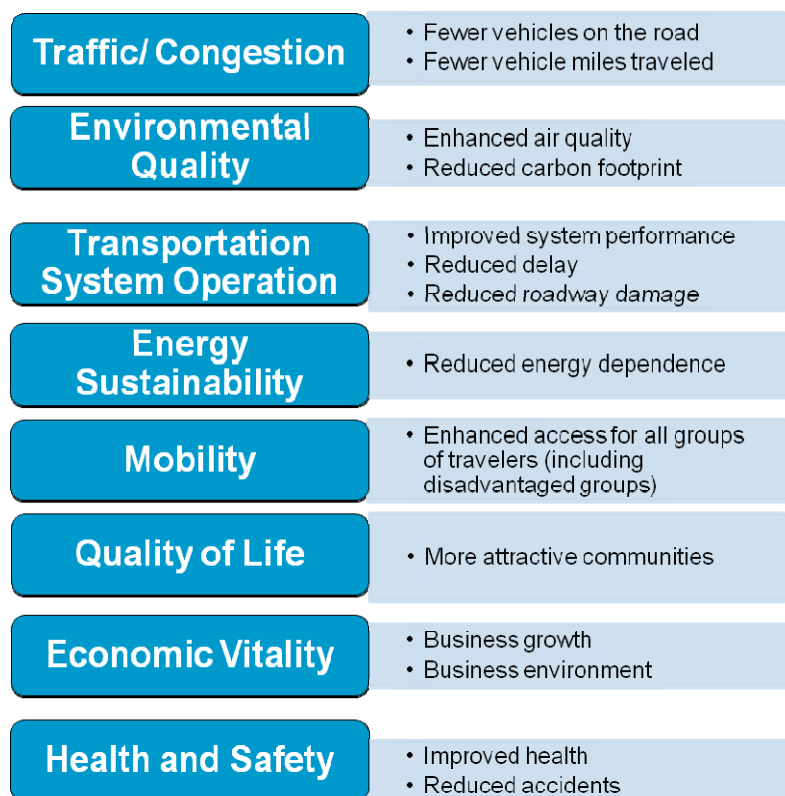 Traffic/ Congestion
• Fewer vehicles on the road
• Fewer vehicle miles traveled
Environmental
Quality
• Enhanced air quality
• Reduced carbon footprint
Transportation
System Operation
• Improved system performance
• Reduced delay
• Reduced roadway damage
Energy
Sustainability
• Reduced energy dependence
Mobility
• Enhanced access for all groups
of travelers (including
disadvantaged groups)
Quality of Life
• More attractive communities
Economic Vitality
• Business growth
• Business environment
Health and Safety
• Improved health
• Reduced accidents